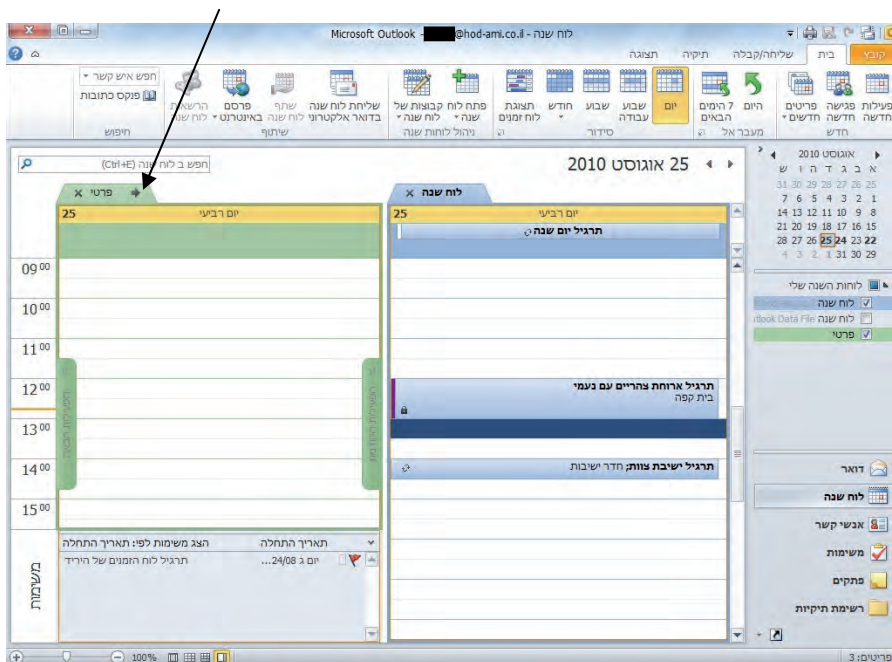 לוח שנה - @hod-ami.co.il - Microsoft Outlook
קובץ
בית
שליחה/קבלה
תיקיה
תצוגה
פגישה חדשה
פריטים חדשים
חדש
היום
7 הימים הבאים
מעבר אל
יום
שבוע עבודה
שבוע
חודש
תצוגת לוח זמנים
סידור
פתח לוח שנה
קבוצות של לוח שנה
ניהול לוחות שנה
שליחת לוח שנה בדואר אלקטרוני
שתף לוח שנה
פרסם באינטרנט
לוח שנה
שיתוף
חפש איש קשר
פנקס כתובות
חיפוש
אוגוסט 2010
א ב ג ד ה ו ש
25 26 27 28 29 30 31
1 2 3 4 5 6 7
8 9 10 11 12 13 14
15 16 17 18 19 20 21
22 23 24 25 26 27 28
29 30 31 1 2 3 4
לוחות השנה שלי
לוח שנה
לוח שנה Data File
פרטי
דואר
לוח שנה
אנשי קשר
משימות
פתקים
רשימת תיקיות
25 אוגוסט 2010
חפש ב לוח שנה (Ctrl+E)
לוח שנה
יום רביעי
25
תרגיל יום שנה
תרגיל ארוחת צהריים עם נעמי
בית קפה
תרגיל ישיבת צוות; חדר ישיבות
פרטי
יום רביעי
25
09 00
10 00
11 00
12 00
13 00
14 00
15 00
הפעילות הקודמת
הפעילות הבאה
משימות
הצג משימות לפי: תאריך התחלה
תאריך התחלה
תרגיל לוח הזמנים של היריד
יום ג 24/08...
פריטים: 3
100%